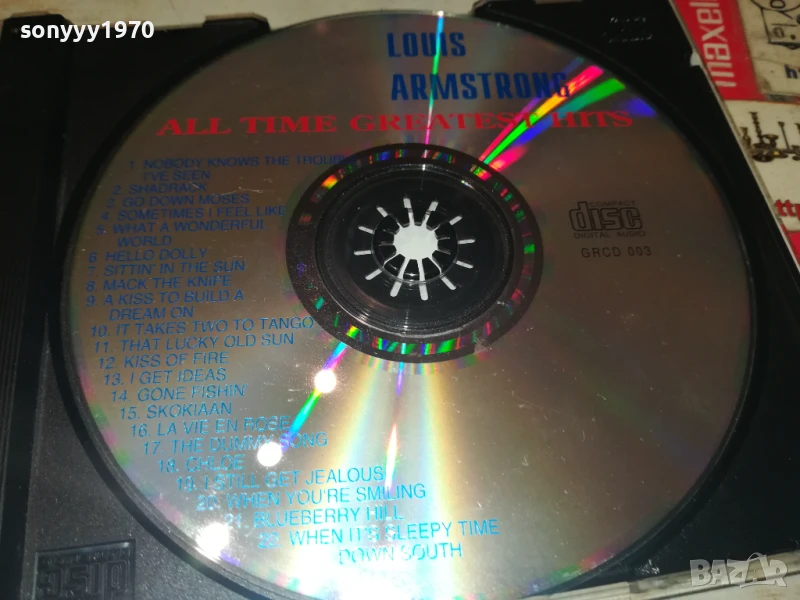 sonyyy1970
LOUIS
ARMSTRONG
ALL TIME GREATEST HITS
1. NOBODY KNOWS THE TROUBLE
I'VE SEEN
2. SHADRACK
3. GO DOWN MOSES
4. SOMETIMES I FEEL LIKE
5. WHAT A WONDERFUL
WORLD
6. HELLO DOLLY
7. SITTIN' IN THE SUN
8. MACK THE KNIFE
9. A KISS TO BUILD A
DREAM ON
10. IT TAKES TWO TO TANGO
11. THAT LUCKY OLD SUN
12. KISS OF FIRE
13. I GET IDEAS
14. GONE FISHIN'
15. SKOKIAAN
16. LA VIE EN ROSE
17. THE DUMMY SONG
18. CHLOE
19. I STILL GET JEALOUS
20. WHEN YOU'RE SMILING
21. BLUEBERRY HILL
22. WHEN IT'S SLEEPY TIME
DOWN SOUTH
COMPACT
disc
DIGITAL AUDIO
GRCD 003
maxell
disc
BAZAR